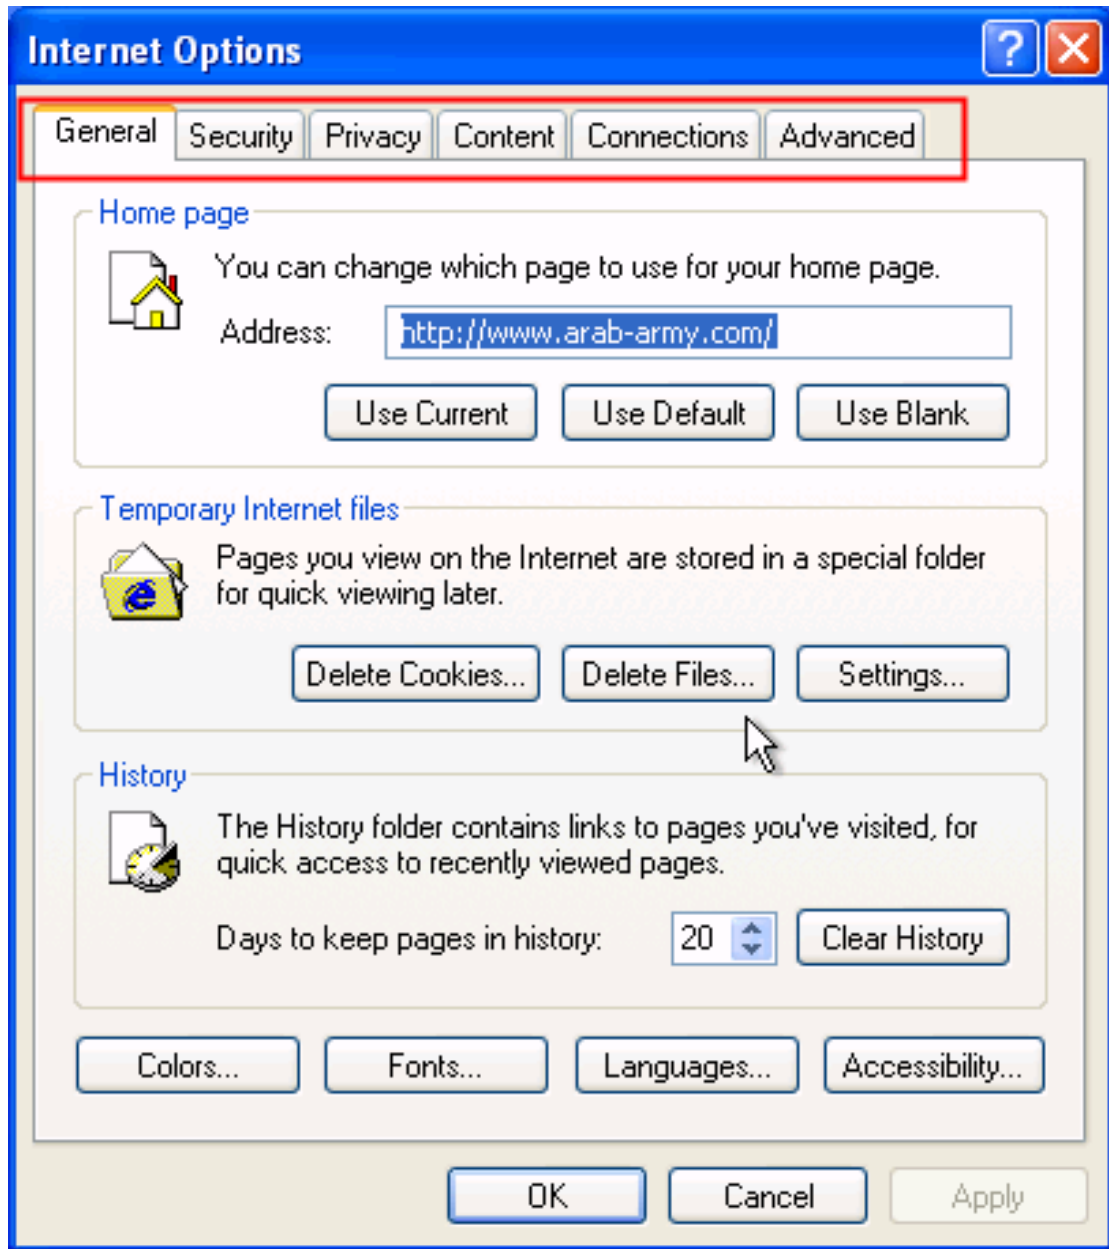 Internet Options
General Security Privacy Content Connections Advanced
Home page
You can change which page to use for your home page.
Address: http://www.arab-army.com/
Use Current Use Default Use Blank
Temporary Internet files
Pages you view on the Internet are stored in a special folder
for quick viewing later.
Delete Cookies... Delete Files... Settings...
History
The History folder contains links to pages you've visited, for
quick access to recently viewed pages.
Days to keep pages in history: 20 Clear History
Colors... Fonts... Languages... Accessibility...
OK Cancel Apply